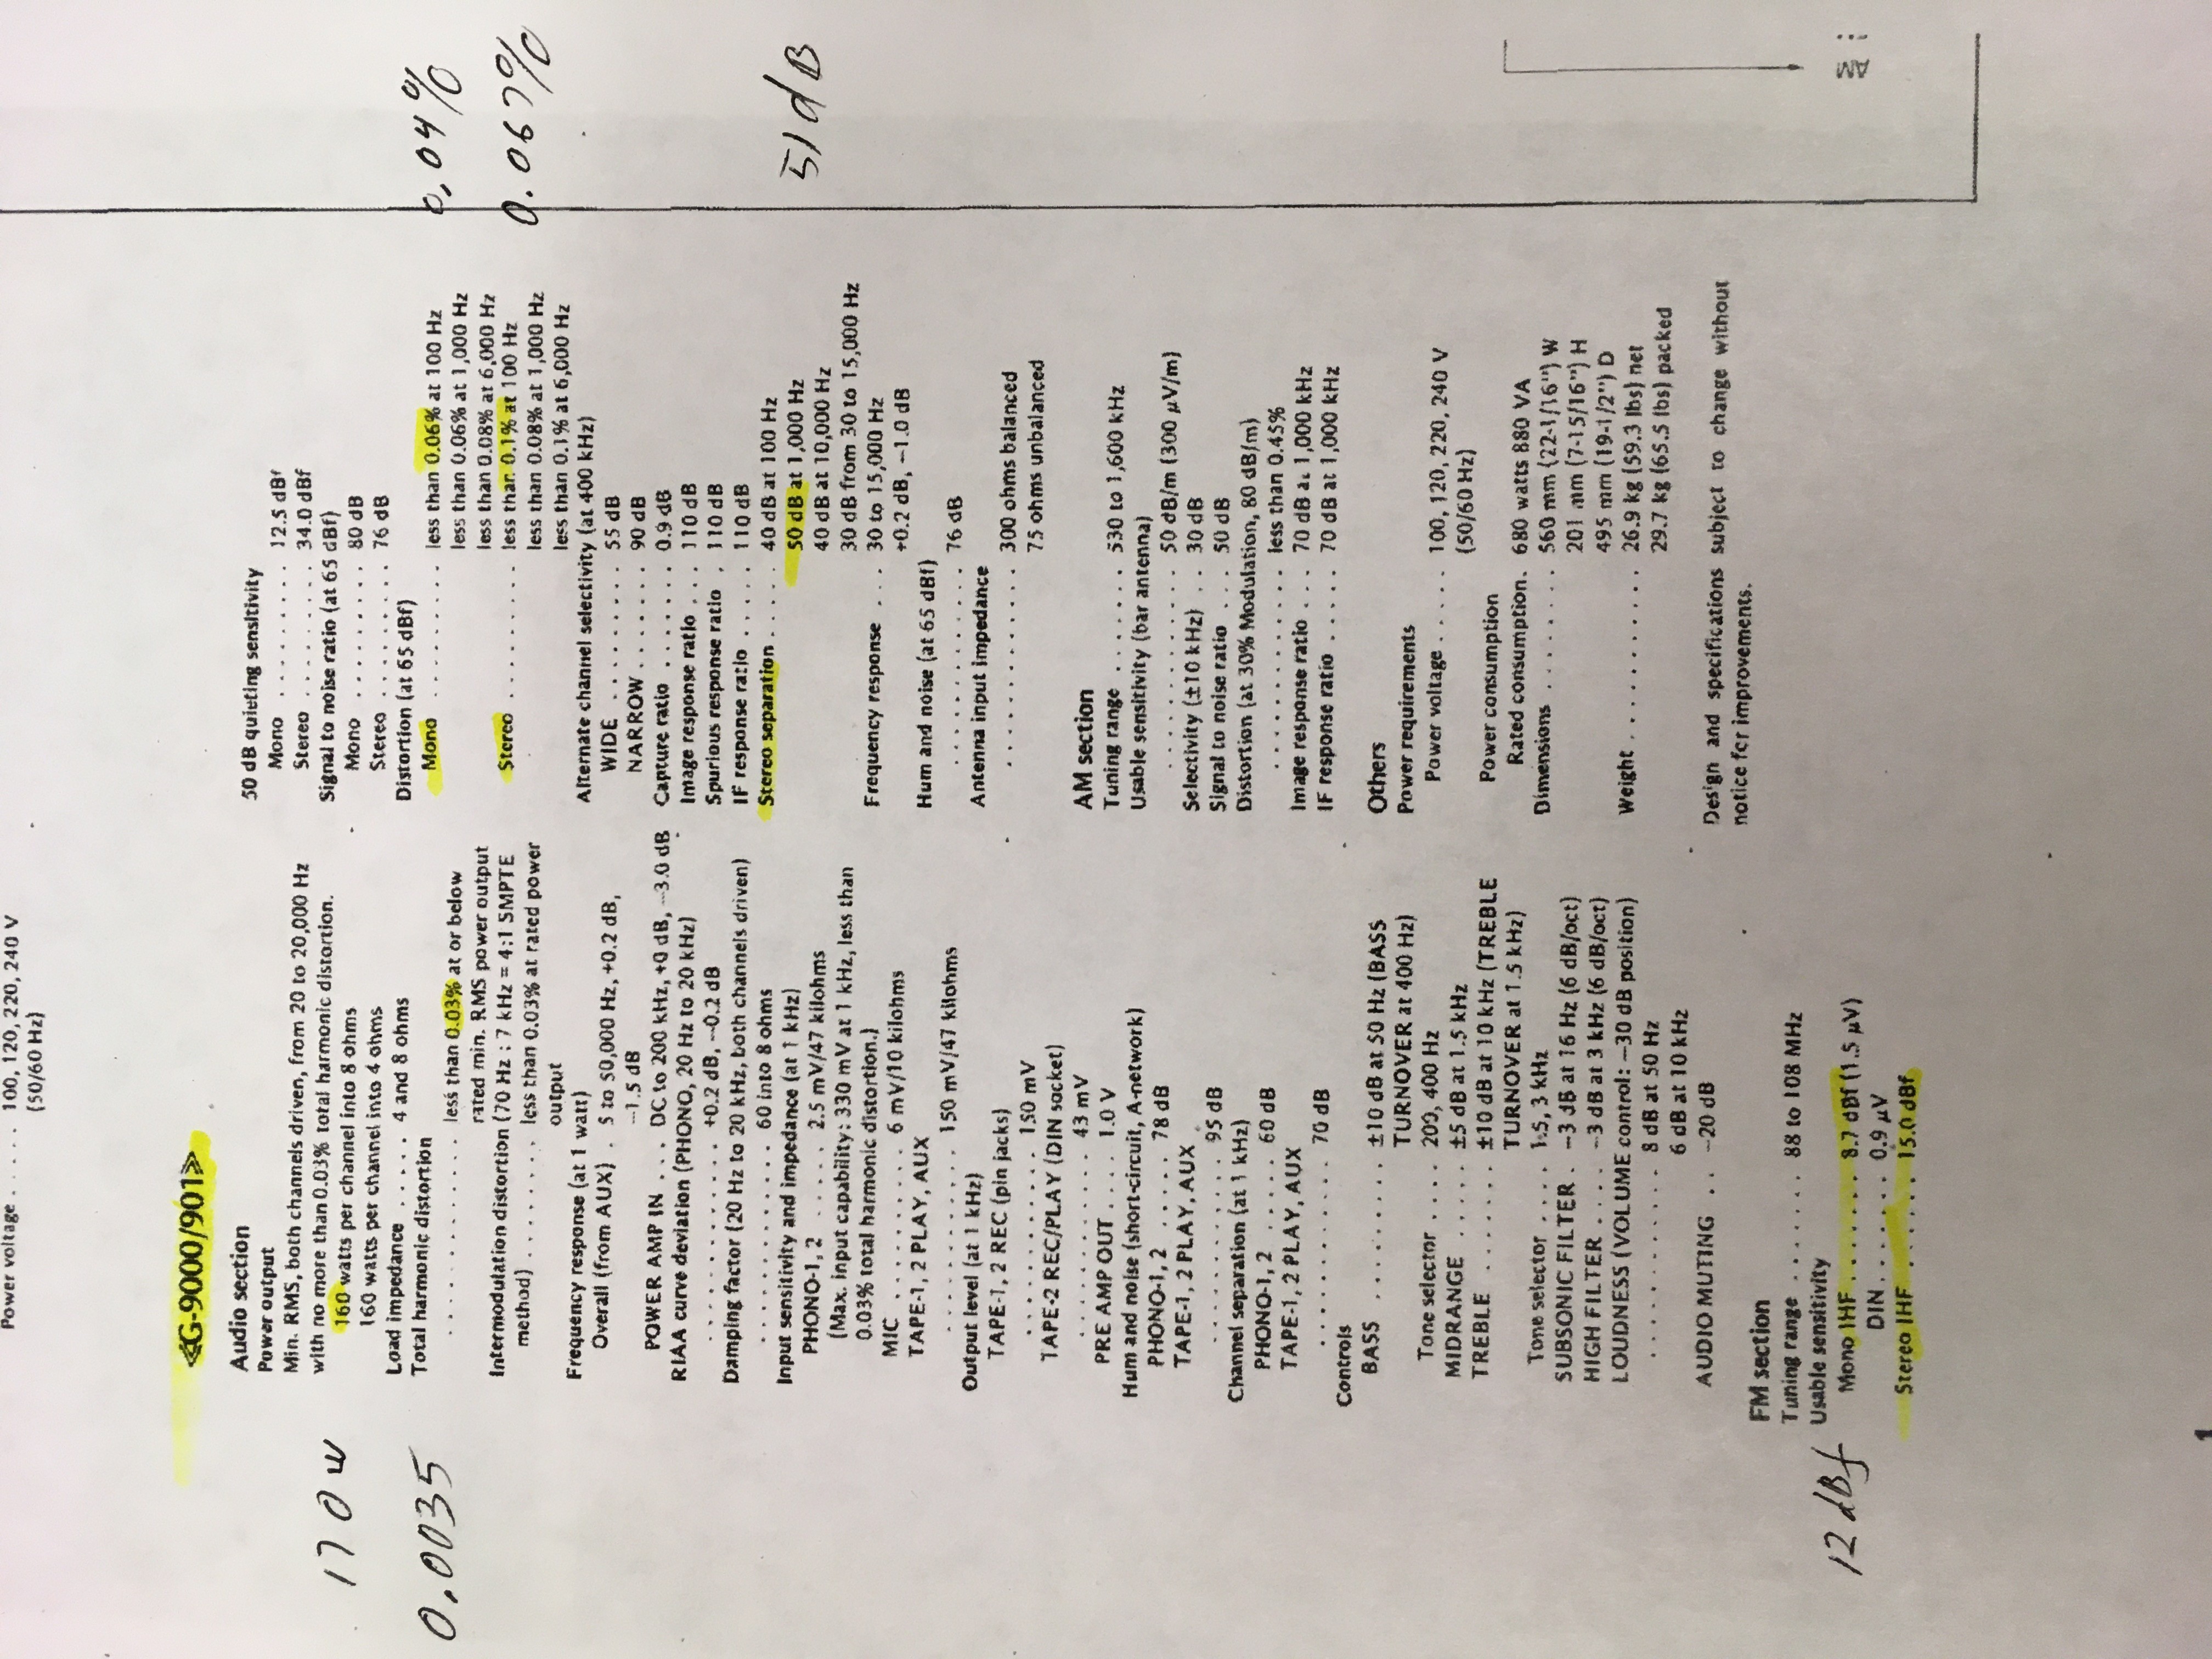 Power voltage ..... 100, 120, 220, 240 V
(50/60 Hz)
≪G-9000/901≫
Audio section
Power output
Min. RMS, both channels driven, from 20 to 20,000 Hz
with no more than 0.03% total harmonic distortion.
170 w
160 watts per channel into 8 ohms
160 watts per channel into 4 ohms
Load impedance ..... 4 and 8 ohms
0.0035
Total harmonic distortion
............. less than 0.03% at or below
rated min. RMS power output
Intermodulation distortion (70 Hz : 7 kHz = 4:1 SMPTE
method) ........ less than 0.03% at rated power
output
Frequency response (at 1 watt)
Overall (from AUX) . 5 to 50,000 Hz, +0.2 dB,
−1.5 dB
POWER AMP IN ... DC to 200 kHz, +0 dB, −3.0 dB
RIAA curve deviation (PHONO, 20 Hz to 20 kHz)
............. +0.2 dB, −0.2 dB
Damping factor (20 Hz to 20 kHz, both channels driven)
............. 60 into 8 ohms
Input sensitivity and impedance (at 1 kHz)
PHONO-1, 2 ..... 2.5 mV/47 kilohms
(Max. input capability: 330 mV at 1 kHz, less than
0.03% total harmonic distortion.)
MIC .......... 6 mV/10 kilohms
TAPE-1, 2 PLAY, AUX
............ 150 mV/47 kilohms
Output level (at 1 kHz)
TAPE-1, 2 REC (pin jacks)
............ 150 mV
TAPE-2 REC/PLAY (DIN socket)
............ 43 mV
PRE AMP OUT .... 1.0 V
Hum and noise (short-circuit, A-network)
PHONO-1, 2 ..... 78 dB
TAPE-1, 2 PLAY, AUX
............ 95 dB
Channel separation (at 1 kHz)
PHONO-1, 2 ..... 60 dB
TAPE-1, 2 PLAY, AUX
............ 70 dB
Controls
BASS ......... ±10 dB at 50 Hz (BASS
TURNOVER at 400 Hz)
Tone selector .... 200, 400 Hz
MIDRANGE ..... ±5 dB at 1.5 kHz
TREBLE ....... ±10 dB at 10 kHz (TREBLE
TURNOVER at 1.5 kHz)
Tone selector .... 1.5, 3 kHz
SUBSONIC FILTER . −3 dB at 16 Hz (6 dB/oct)
HIGH FILTER .... −3 dB at 3 kHz (6 dB/oct)
LOUDNESS (VOLUME control: −30 dB position)
............ 8 dB at 50 Hz
6 dB at 10 kHz
AUDIO MUTING .. −20 dB
FM section
Tuning range ....... 88 to 108 MHz
Usable sensitivity
12 dBf
Mono IHF ....... 8.7 dBf (1.5 μV)
DIN ....... 0.9 μV
Stereo IHF ...... 15.0 dBf
50 dB quieting sensitivity
Mono ......... 12.5 dBf
Stereo ......... 34.0 dBf
Signal to noise ratio (at 65 dBf)
Mono ......... 80 dB
Stereo ......... 76 dB
Distortion (at 65 dBf)
Mono ......... less than 0.06% at 100 Hz
0.04%
less than 0.06% at 1,000 Hz
less than 0.08% at 6,000 Hz
Stereo ......... less than 0.1% at 100 Hz
0.067%
less than 0.08% at 1,000 Hz
less than 0.1% at 6,000 Hz
Alternate channel selectivity (at 400 kHz)
WIDE ......... 55 dB
NARROW ....... 90 dB
Capture ratio ....... 0.9 dB
Image response ratio ... 110 dB
Spurious response ratio . 110 dB
IF response ratio ..... 110 dB
Stereo separation ..... 40 dB at 100 Hz
50 dB at 1,000 Hz
51 dB
40 dB at 10,000 Hz
30 dB from 30 to 15,000 Hz
Frequency response ... 30 to 15,000 Hz
+0.2 dB, −1.0 dB
Hum and noise (at 65 dBf)
............. 76 dB
Antenna input impedance
............. 300 ohms balanced
75 ohms unbalanced
AM section
Tuning range ....... 530 to 1,600 kHz
Usable sensitivity (bar antenna)
............. 50 dB/m (300 μV/m)
Selectivity (±10 kHz) .. 30 dB
Signal to noise ratio ... 50 dB
Distortion (at 30% Modulation, 80 dB/m)
............. less than 0.45%
Image response ratio ... 70 dB at 1,000 kHz
IF response ratio ..... 70 dB at 1,000 kHz
Others
Power requirements
Power voltage ..... 100, 120, 220, 240 V
(50/60 Hz)
Power consumption
Rated consumption. 680 watts 880 VA
Dimensions ........ 560 mm (22-1/16") W
201 mm (7-15/16") H
495 mm (19-1/2") D
Weight ........... 26.9 kg (59.3 lbs) net
29.7 kg (65.5 lbs) packed
Design and specifications subject to change without
notice for improvements.
AM